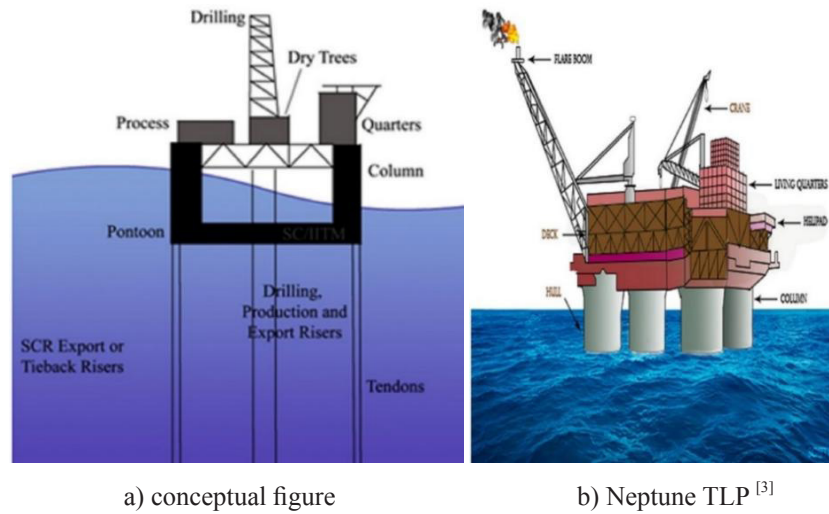 Drilling
Dry Trees
Process
Quarters
Column
Pontoon
SC/IITM
Drilling,
Production and
Export Risers
SCR Export or
Tieback Risers
Tendons
FLARE BOOM
CRANE
LIVING QUARTERS
HELIPAD
DECK
HULL
COLUMN
a) conceptual figure
b) Neptune TLP [3]